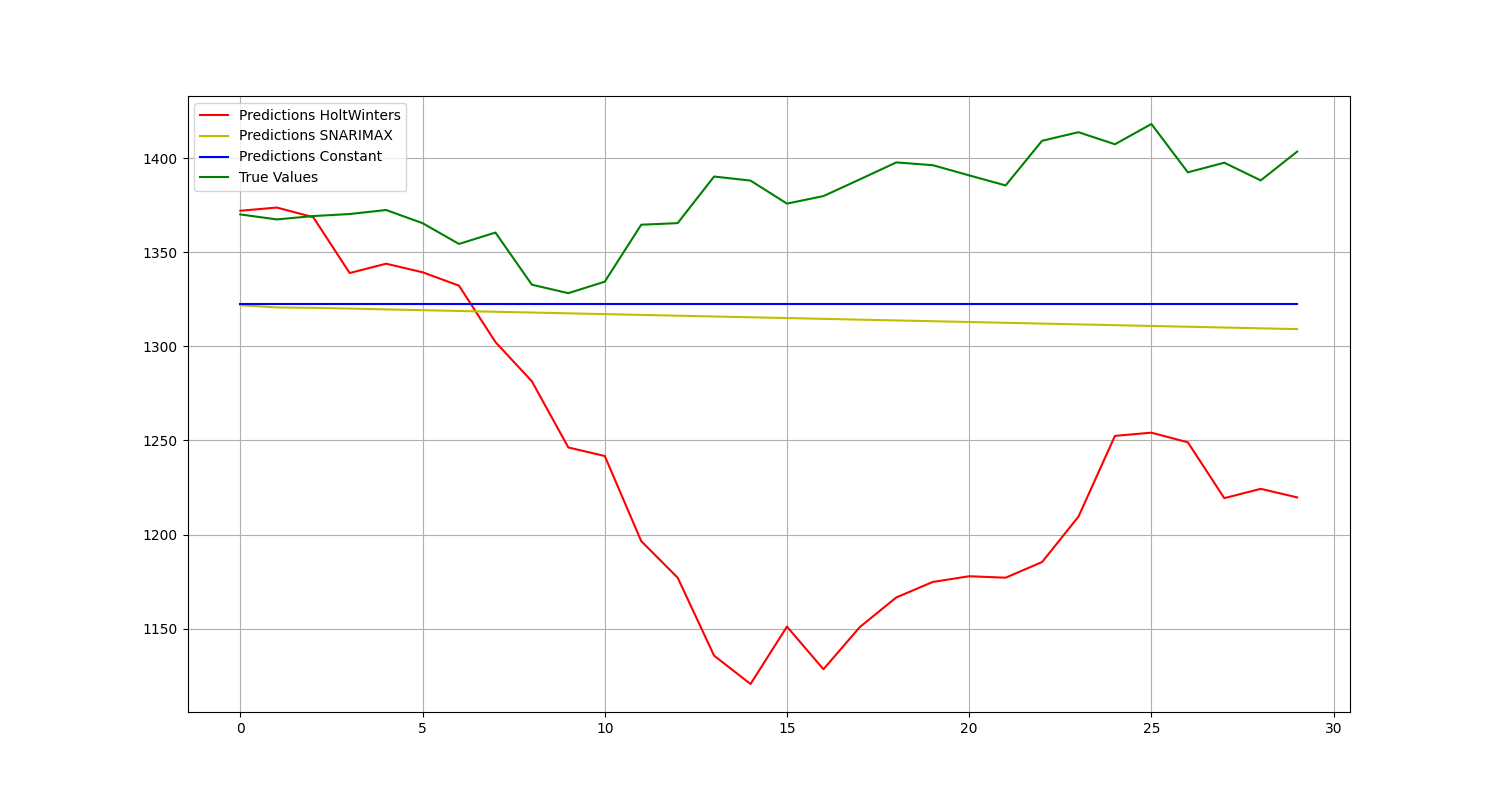 Predictions HoltWinters
Predictions SNARIMAX
Predictions Constant
True Values
1400
1350
1300
1250
1200
1150
0 5 10 15 20 25 30